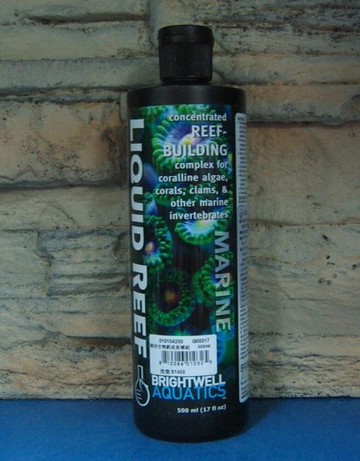 concentrated
REEF-
BUILDING
complex for
coralline algae,
corals, clams, &
other marine
invertebrates
LIQUID REEF
MARINE
BRIGHTWELL
AQUATICS
500 ml (17 fl oz)